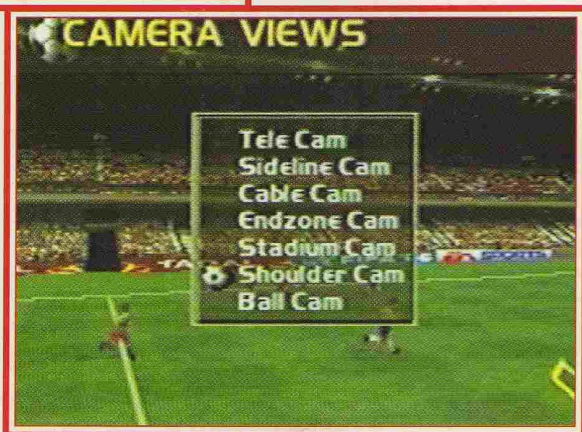 CAMERA VIEWS
Tele Cam
Sideline Cam
Cable Cam
Endzone Cam
Stadium Cam
Shoulder Cam
Ball Cam